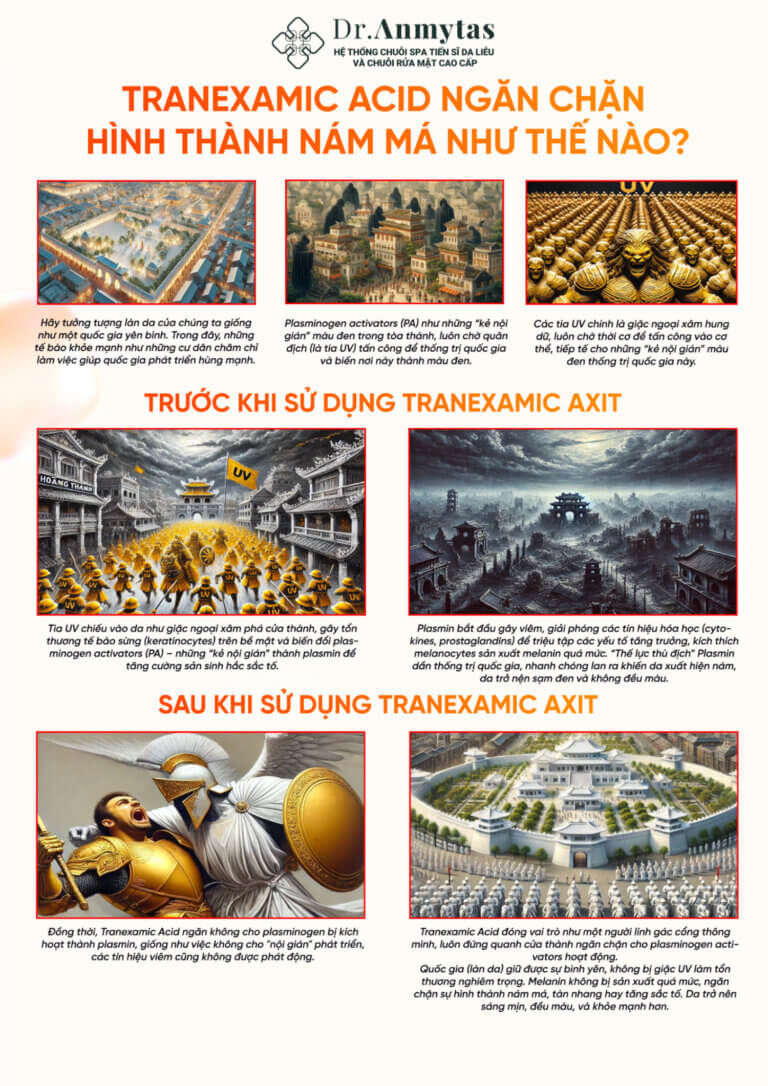 Dr.Anmytas
HỆ THỐNG CHUỖI SPA TIẾN SĨ DA LIỄU
VÀ CHUỖI RỬA MẶT CAO CẤP
TRANEXAMIC ACID NGĂN CHẶN
HÌNH THÀNH NÁM MÁ NHƯ THẾ NÀO?
UV
Hãy tưởng tượng làn da của chúng ta giống
như một quốc gia yên bình. Trong đây, những
tế bào khỏe mạnh như những cư dân chăm chỉ
làm việc giúp quốc gia phát triển hùng mạnh.
Plasminogen activators (PA) như những “kẻ nội
gián” màu đen trong tòa thành, luôn chờ quân
địch (là tia UV) tấn công để thống trị quốc gia
và biến nơi này thành màu đen.
Các tia UV chính là giặc ngoại xâm hung
dữ, luôn chờ thời cơ để tấn công vào cơ
thể, tiếp tế cho những “kẻ nội gián” màu
đen thống trị quốc gia này.
TRƯỚC KHI SỬ DỤNG TRANEXAMIC AXIT
HOANG THANH
UV
UV
UV
UV
UV
UV
Tia UV chiếu vào da như giặc ngoại xâm phá cửa thành, gây tổn
thương tế bào sừng (keratinocytes) trên bề mặt và biến đổi plas-
minogen activators (PA) – những “kẻ nội gián” thành plasmin để
tăng cường sản sinh hắc sắc tố.
Plasmin bắt đầu gây viêm, giải phóng các tín hiệu hóa học (cyto-
kines, prostaglandins) để triệu tập các yếu tố tăng trưởng, kích thích
melanocytes sản xuất melanin quá mức. “Thế lực thù địch” Plasmin
dần thống trị quốc gia, nhanh chóng lan ra khiến da xuất hiện nám,
da trở nên sạm đen và không đều màu.
SAU KHI SỬ DỤNG TRANEXAMIC AXIT
Đồng thời, Tranexamic Acid ngăn không cho plasminogen bị kích
hoạt thành plasmin, giống như việc không cho "nội gián" phát triển,
các tín hiệu viêm cũng không được phát động.
Tranexamic Acid đóng vai trò như một người lính gác cổng thông
minh, luôn đứng quanh cửa thành ngăn chặn cho plasminogen acti-
vators hoạt động.
Quốc gia (làn da) giữ được sự bình yên, không bị giặc UV làm tổn
thương nghiêm trọng. Melanin không bị sản xuất quá mức, ngăn
chặn sự hình thành nám má, tàn nhang hay tăng sắc tố. Da trở nên
sáng mịn, đều màu, và khỏe mạnh hơn.